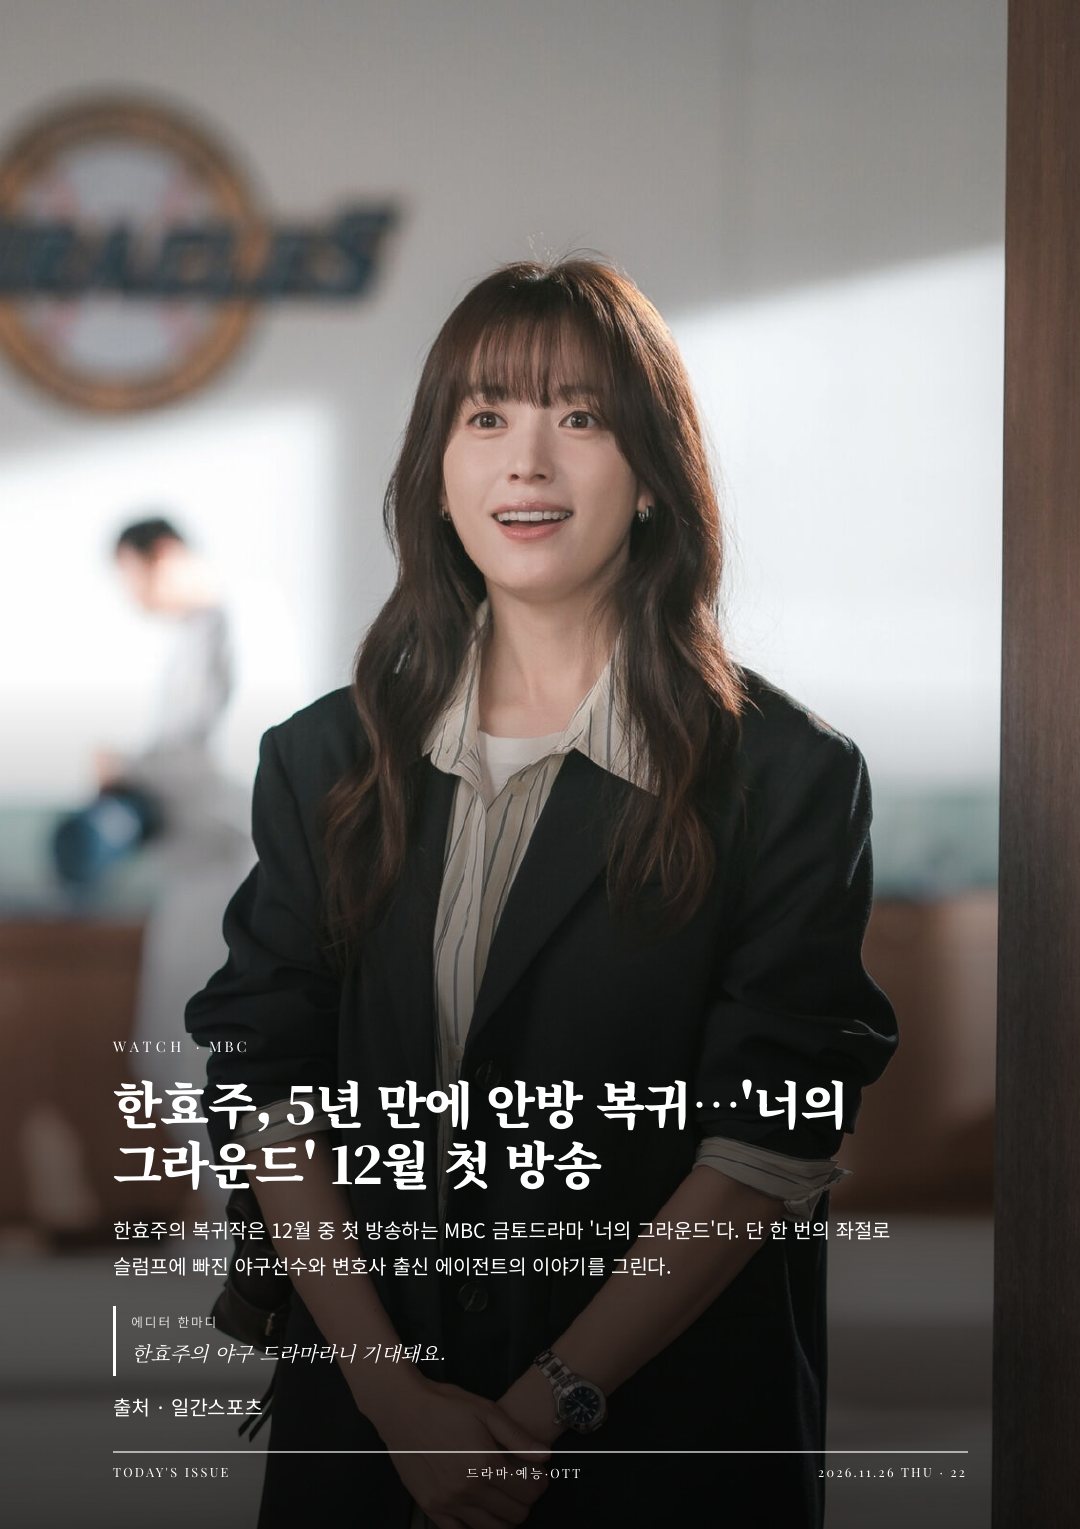 WATCH · MBC
한효주, 5년 만에 안방 복귀…'너의
그라운드' 12월 첫 방송
한효주의 복귀작은 12월 중 첫 방송하는 MBC 금토드라마 '너의 그라운드'다. 단 한 번의 좌절로
슬럼프에 빠진 야구선수와 변호사 출신 에이전트의 이야기를 그린다.
에디터 한마디
한효주의 야구 드라마라니 기대돼요.
출처 · 일간스포츠
TODAY'S ISSUE
드라마·예능·OTT
2026.11.26 THU · 22